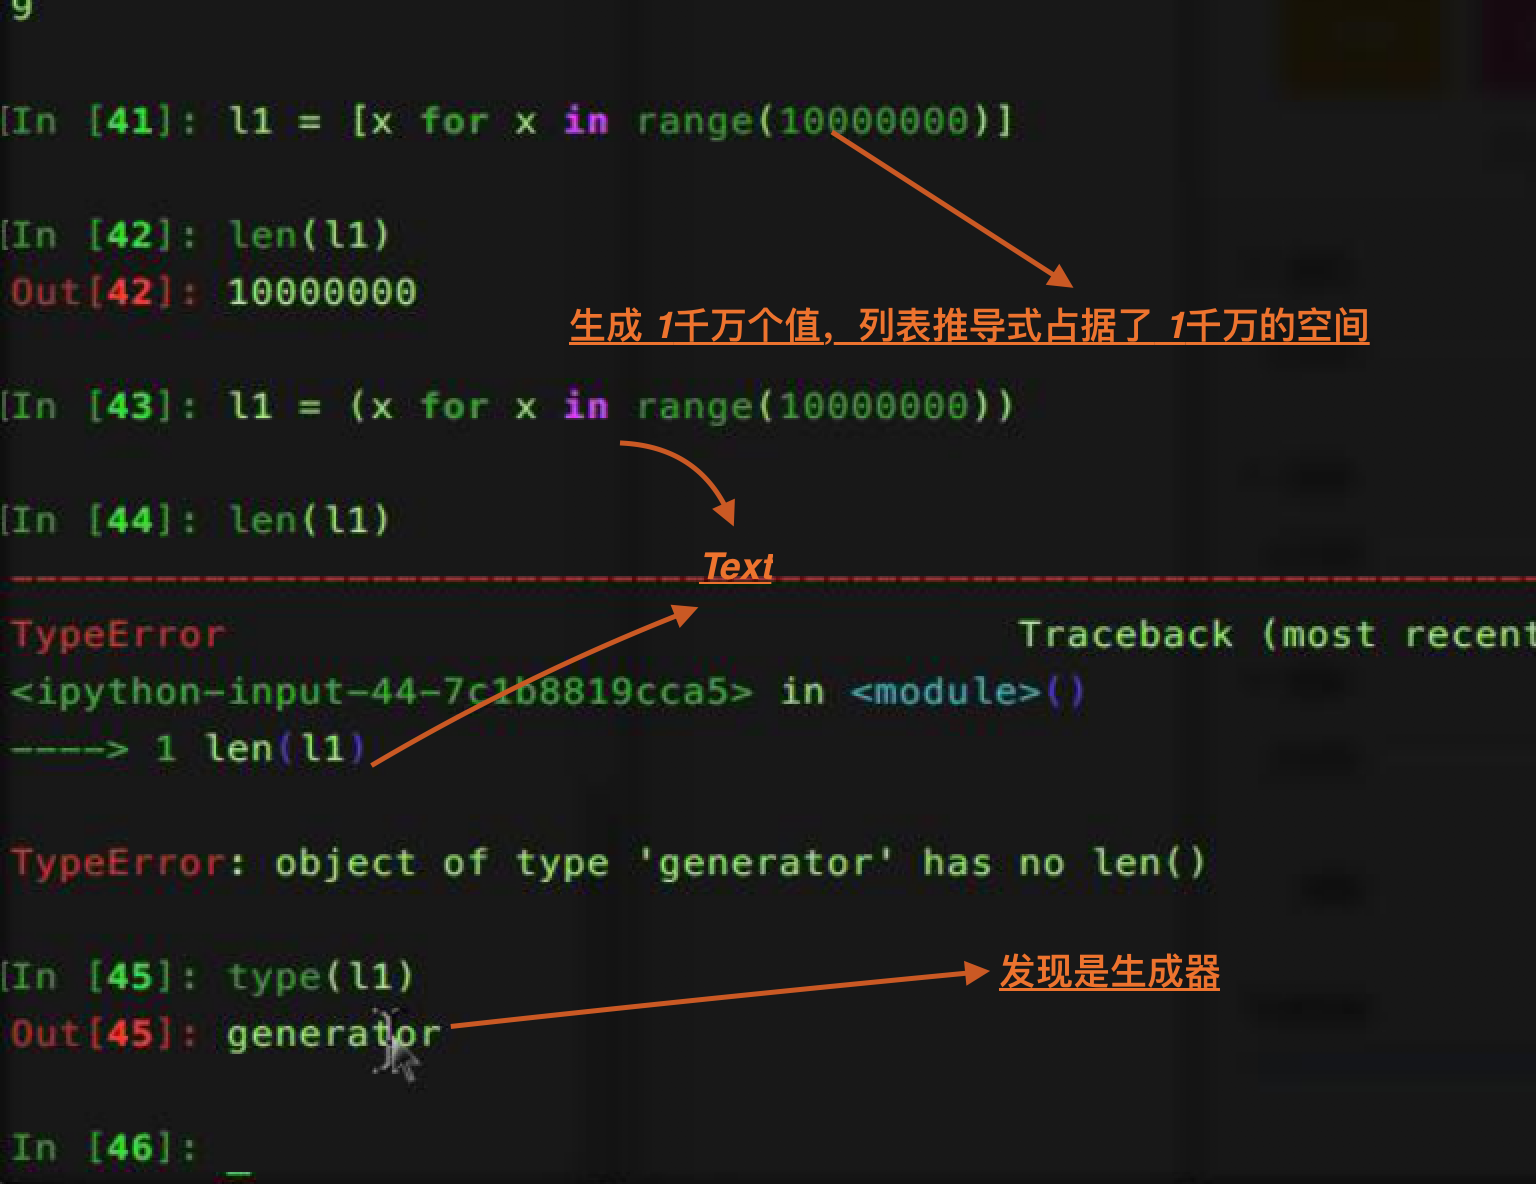 g
[In [41]: l1 = [x for x in range(10000000)]
[In [42]: len(l1)
Out[42]: 10000000
生成 1千万个值，列表推导式占据了 1千万的空间
[In [43]: l1 = (x for x in range(10000000))
[In [44]: len(l1)
Text
TypeError Traceback (most recent
<ipython-input-44-7c1b8819cca5> in <module>()
----> 1 len(l1)
TypeError: object of type 'generator' has no len()
[In [45]: type(l1)
发现是生成器
Out[45]: generator
In [46]: _